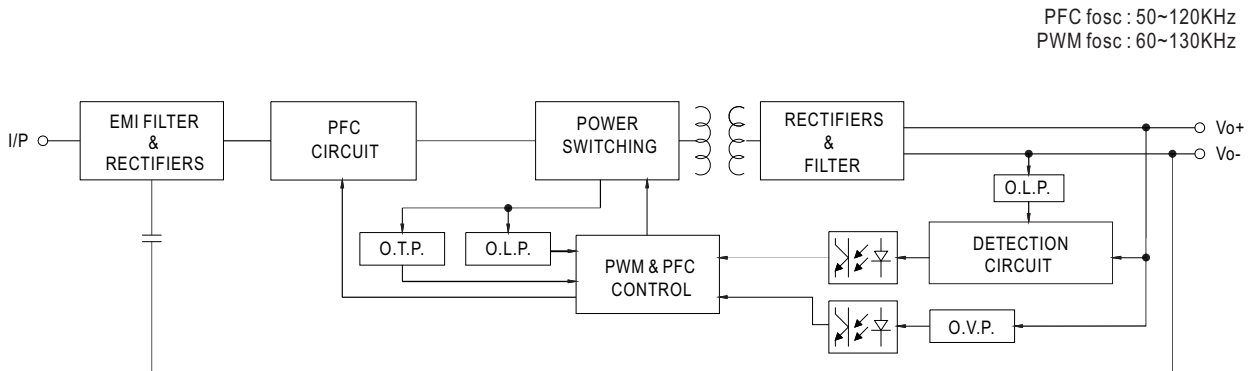 PFC fosc : 50~120KHz
PWM fosc : 60~130KHz
I/P
EMI FILTER
&
RECTIFIERS
PFC
CIRCUIT
POWER
SWITCHING
RECTIFIERS
&
FILTER
Vo+
Vo-
O.L.P.
O.T.P.
O.L.P.
PWM & PFC
CONTROL
DETECTION
CIRCUIT
O.V.P.